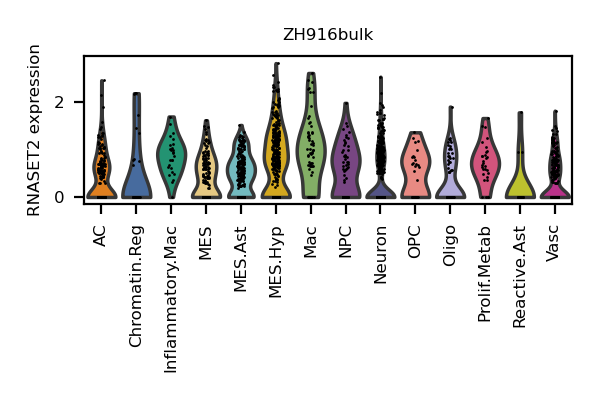 ZH916bulk
RNASET2 expression
2
0
AC
Chromatin.Reg
Inflammatory.Mac
MES
MES.Ast
MES.Hyp
Mac
NPC
Neuron
OPC
Oligo
Prolif.Metab
Reactive.Ast
Vasc